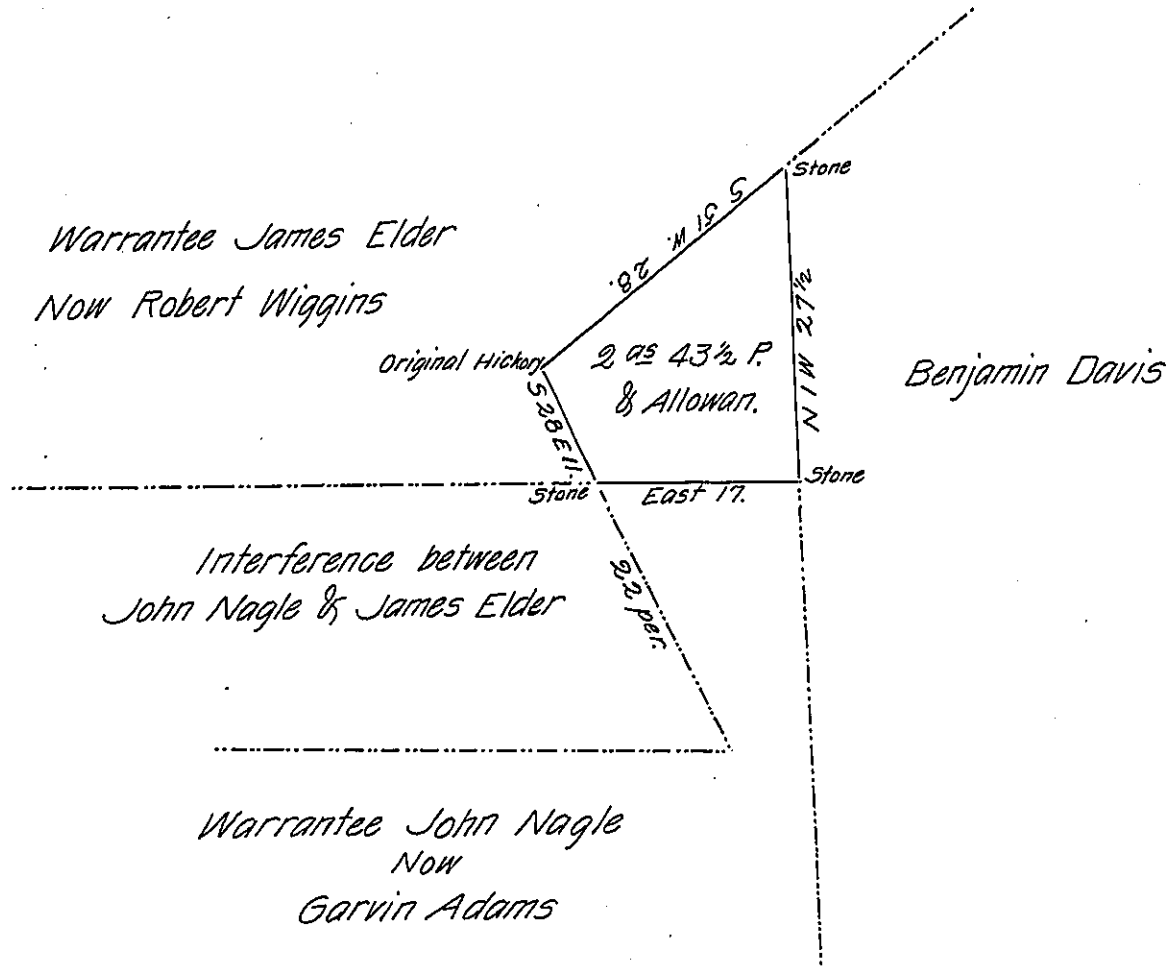 Stone
S 51 W. 28.
Warrantee James Elder
Now Robert Wiggins
Original Hickory
2 as 43½ P.
& Allowan.
N 1 W 27½
Benjamin Davis
S 28 E 11.
Stone
East 17.
Stone
Interference between
John Nagle & James Elder
22 per.
Warrantee John Nagle
Now
Garvin Adams